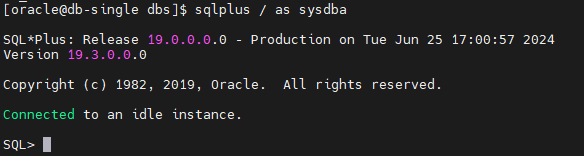 [oracle@db-single dbs]$ sqlplus / as sysdba
SQL*Plus: Release 19.0.0.0.0 - Production on Tue Jun 25 17:00:57 2024
Version 19.3.0.0.0
Copyright (c) 1982, 2019, Oracle.  All rights reserved.
Connected to an idle instance.
SQL>